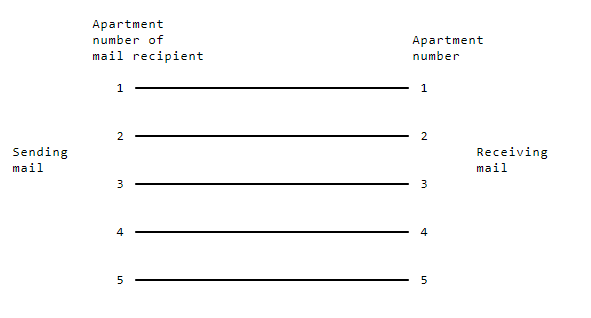 Apartment
number of
mail recipient
Apartment
number
1
1
2
2
Sending
mail
Receiving
mail
3
3
4
4
5
5